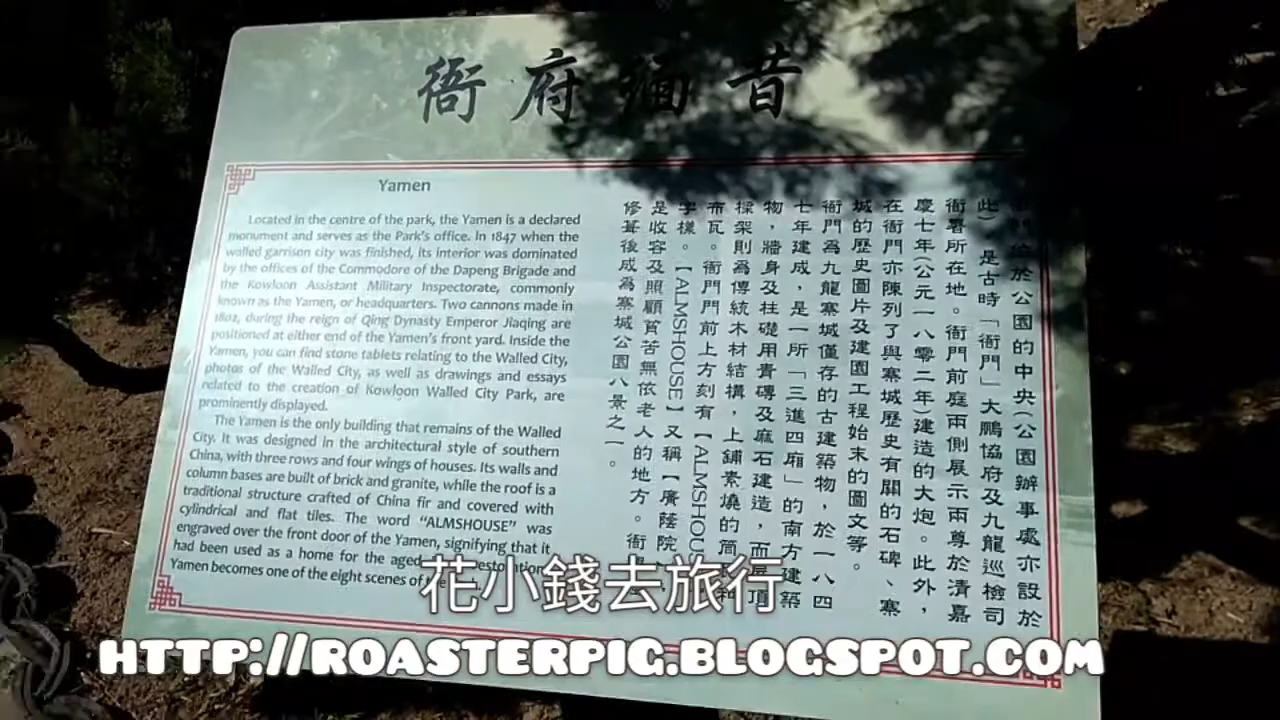 衙府緬昔
Yamen
Located in the centre of the park, the Yamen is a declared
monument and serves as the Park's office. In 1847 when the
walled garrison city was finished, its interior was dominated
by the offices of the Commodore of the Dapeng Brigade and
the Kowloon Assistant Military Inspectorate, commonly
known as the Yamen, or headquarters. Two cannons made in
1802, during the reign of Qing Dynasty Emperor Jiaqing are
positioned at either end of the Yamen's front yard. Inside the
Yamen, you can find stone tablets relating to the Walled City,
photos of the Walled City, as well as drawings and essays
related to the creation of Kowloon Walled City Park, are
prominently displayed.
The Yamen is the only building that remains of the Walled
City. It was designed in the architectural style of southern
China, with three rows and four wings of houses. Its walls and
column bases are built of brick and granite, while the roof is a
traditional structure crafted of China fir and covered with
cylindrical and flat tiles. The word "ALMSHOUSE" was
engraved over the front door of the Yamen, signifying that it
had been used as a home for the aged.
Yamen becomes one of the eight scenes of
於公園的中央(公園辦事處亦設於
此)，是古時「衙門」大鵬協府及九龍巡檢司
衙署所在地。衙門前庭兩側展示兩尊於清嘉
慶七年(公元一八零二年)建造的大炮。此外，
在衙門亦陳列了與寨城歷史有關的石碑、寨
城的歷史圖片及建園工程始末的圖文等。
衙門為九龍寨城僅存的古建築物，於一八四
七年建成，是一所「三進四廂」的南方建築
物，牆身及柱礎用青磚及麻石建造，而屋頂
樑架則為傳統木材結構，上鋪素燒的筒
布瓦。衙門門前上方刻有【ALMSHOUS
字樣。【ALMSHOUSE】又稱【廣蔭院
是收容及照顧貧苦無依老人的地方。衙
修葺後成為寨城公園八景之一。
花小錢去旅行
HTTP://ROASTERPIG.BLOGSPOT.COM